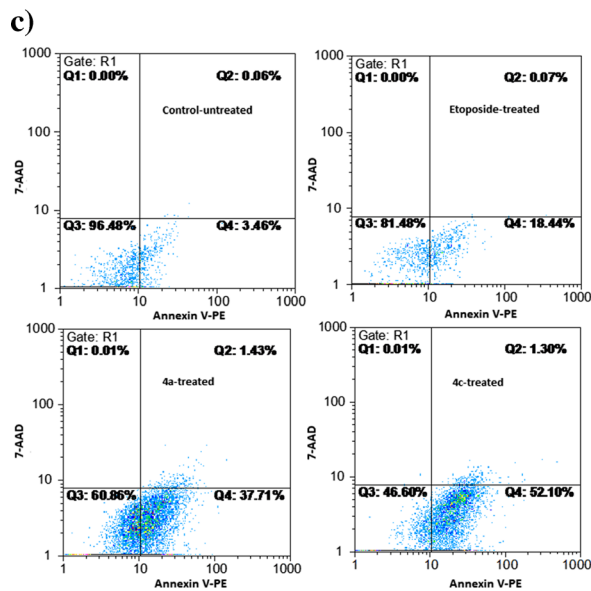 c)
1000
Gate: R1
Q1: 0.00%
Q2: 0.06%
Control-untreated
100
7-AAD
10
Q3: 96.48%
Q4: 3.46%
1
1 10 100 1000
Annexin V-PE
1000
Gate: R1
Q1: 0.00%
Q2: 0.07%
Etoposide-treated
100
7-AAD
10
Q3: 81.48%
Q4: 18.44%
1
1 10 100 1000
Annexin V-PE
1000
Gate: R1
Q1: 0.01%
Q2: 1.43%
4a-treated
100
7-AAD
10
Q3: 60.86%
Q4: 37.71%
1
1 10 100 1000
Annexin V-PE
1000
Gate: R1
Q1: 0.01%
Q2: 1.30%
4c-treated
100
7-AAD
10
Q3: 46.60%
Q4: 52.10%
1
1 10 100 1000
Annexin V-PE